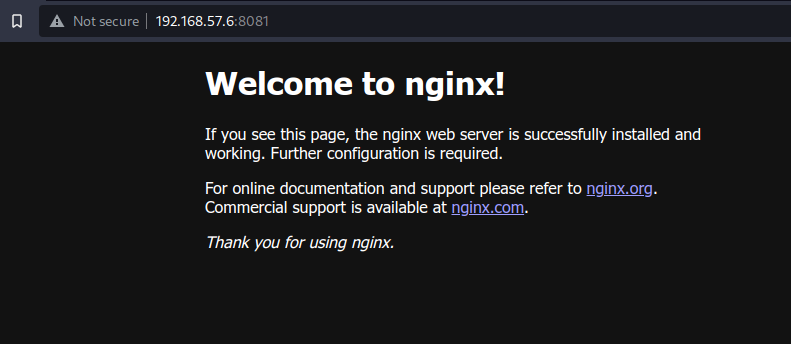 Not secure 192.168.57.6:8081
Welcome to nginx!
If you see this page, the nginx web server is successfully installed and
working. Further configuration is required.
For online documentation and support please refer to nginx.org.
Commercial support is available at nginx.com.
Thank you for using nginx.